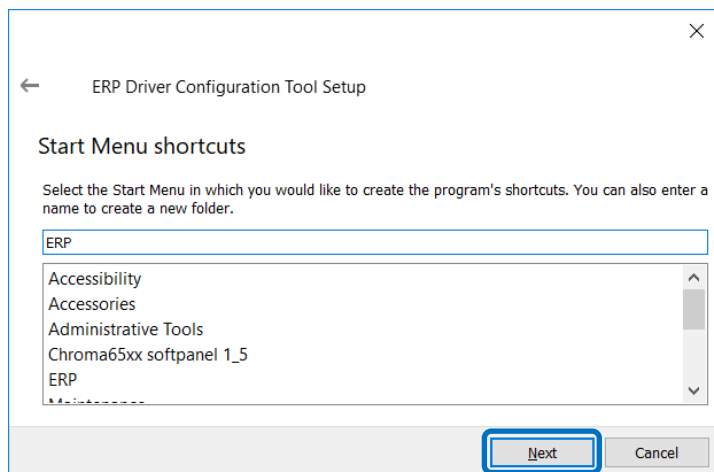 ERP Driver Configuration Tool Setup
Start Menu shortcuts
Select the Start Menu in which you would like to create the program's shortcuts. You can also enter a
name to create a new folder.
ERP
Accessibility
Accessories
Administrative Tools
Chroma65xx softpanel 1_5
ERP
Maintenance
Next
Cancel